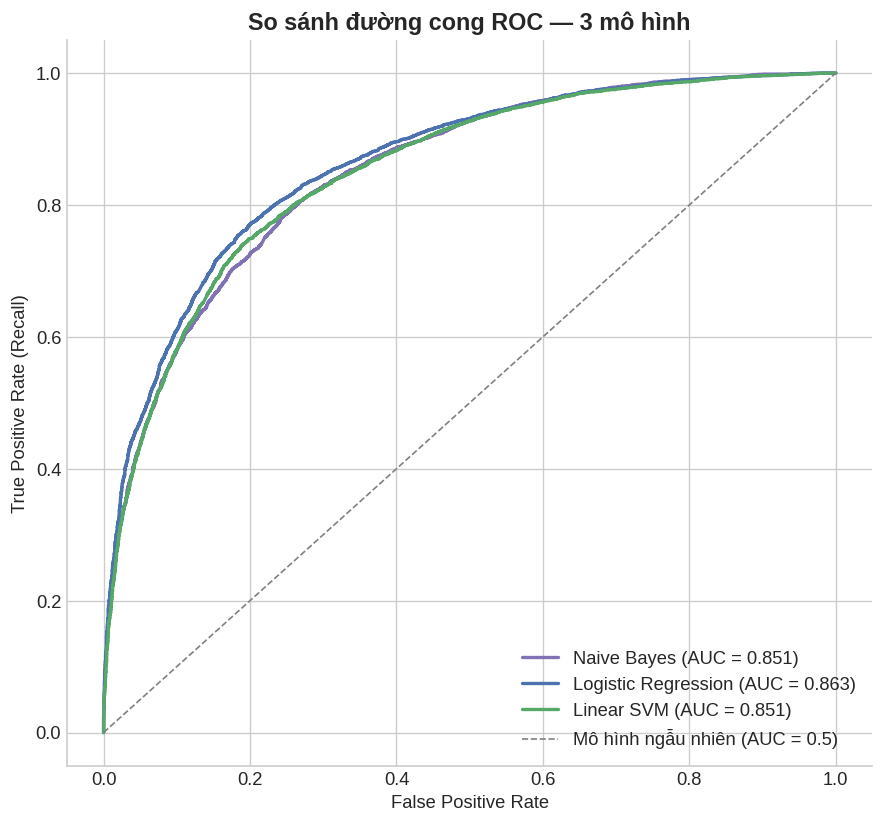 So sánh đường cong ROC — 3 mô hình
True Positive Rate (Recall)
1.0
0.8
0.6
0.4
0.2
0.0
Naive Bayes (AUC = 0.851)
Logistic Regression (AUC = 0.863)
Linear SVM (AUC = 0.851)
Mô hình ngẫu nhiên (AUC = 0.5)
0.0 0.2 0.4 0.6 0.8 1.0
False Positive Rate